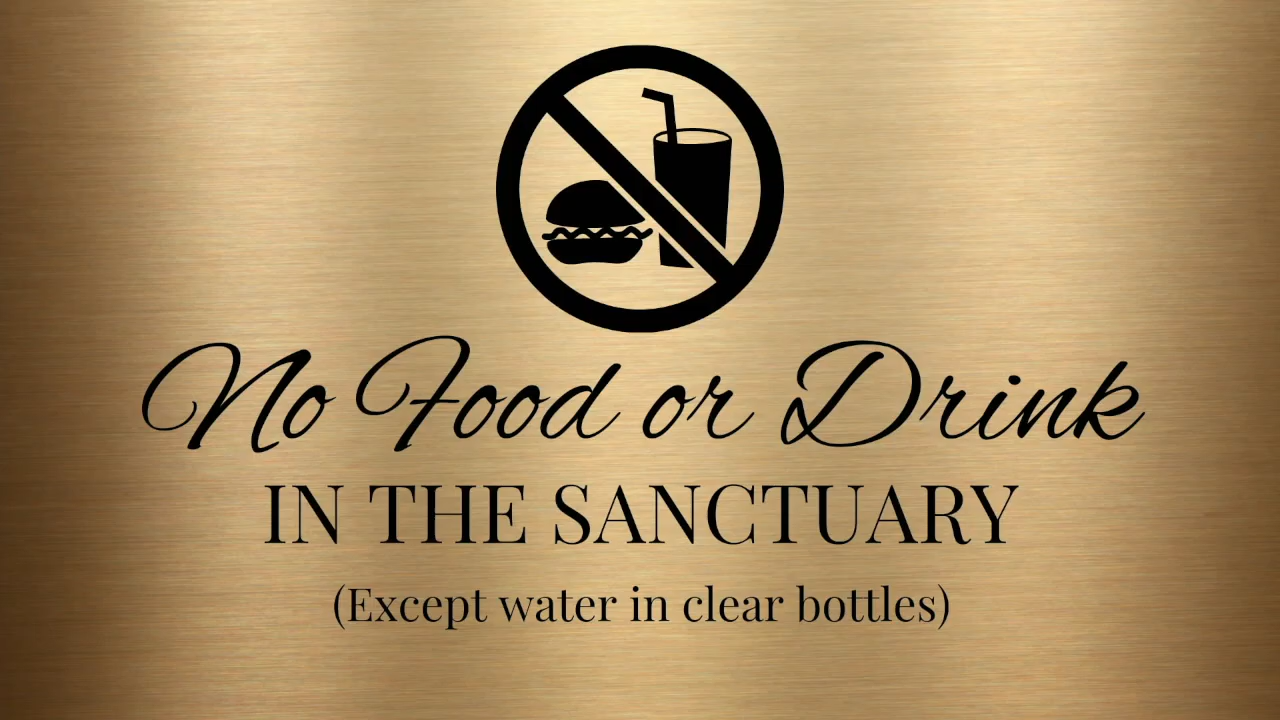 No Food or Drink
IN THE SANCTUARY
(Except water in clear bottles)